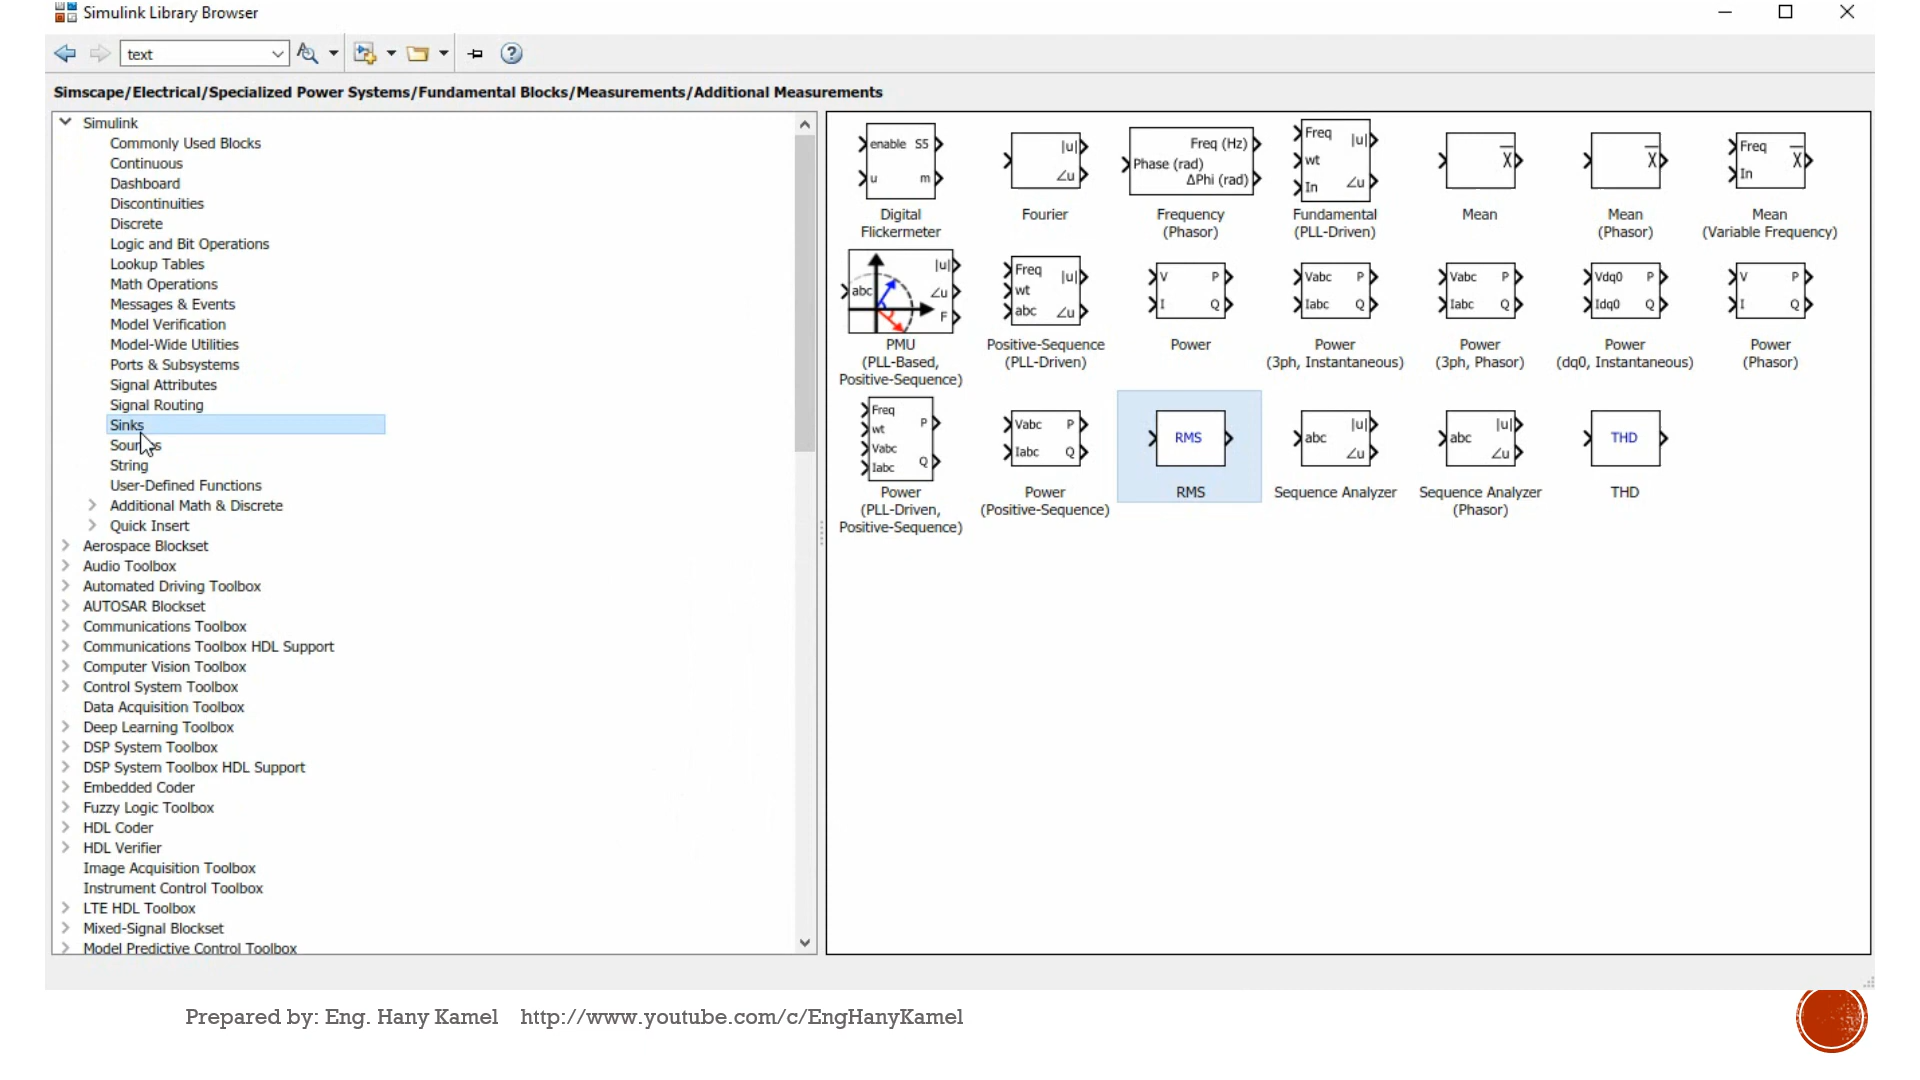 Simulink Library Browser
text
Simscape/Electrical/Specialized Power Systems/Fundamental Blocks/Measurements/Additional Measurements
Simulink
Commonly Used Blocks
Continuous
Dashboard
Discontinuities
Discrete
Logic and Bit Operations
Lookup Tables
Math Operations
Messages & Events
Model Verification
Model-Wide Utilities
Ports & Subsystems
Signal Attributes
Signal Routing
Sinks
Sources
String
User-Defined Functions
Additional Math & Discrete
Quick Insert
Aerospace Blockset
Audio Toolbox
Automated Driving Toolbox
AUTOSAR Blockset
Communications Toolbox
Communications Toolbox HDL Support
Computer Vision Toolbox
Control System Toolbox
Data Acquisition Toolbox
Deep Learning Toolbox
DSP System Toolbox
DSP System Toolbox HDL Support
Embedded Coder
Fuzzy Logic Toolbox
HDL Coder
HDL Verifier
Image Acquisition Toolbox
Instrument Control Toolbox
LTE HDL Toolbox
Mixed-Signal Blockset
Model Predictive Control Toolbox
enable S5
u m
Digital
Flickermeter
|u|
∠u
Fourier
Freq (Hz)
Phase (rad)
ΔPhi (rad)
Frequency
(Phasor)
Freq |u|
wt
In ∠u
Fundamental
(PLL-Driven)
X
Mean
X
Mean
(Phasor)
Freq X
In
Mean
(Variable Frequency)
|u|
abc ∠u
F
PMU
(PLL-Based,
Positive-Sequence)
Freq |u|
wt
abc ∠u
Positive-Sequence
(PLL-Driven)
V P
I Q
Power
Vabc P
Iabc Q
Power
(3ph, Instantaneous)
Vabc P
Iabc Q
Power
(3ph, Phasor)
Vdq0 P
Idq0 Q
Power
(dq0, Instantaneous)
V P
I Q
Power
(Phasor)
Freq
wt P
Vabc
Iabc Q
Power
(PLL-Driven,
Positive-Sequence)
Vabc P
Iabc Q
Power
(Positive-Sequence)
RMS
RMS
|u|
abc
∠u
Sequence Analyzer
|u|
abc
∠u
Sequence Analyzer
(Phasor)
THD
THD
Prepared by: Eng. Hany Kamel http://www.youtube.com/c/EngHanyKamel